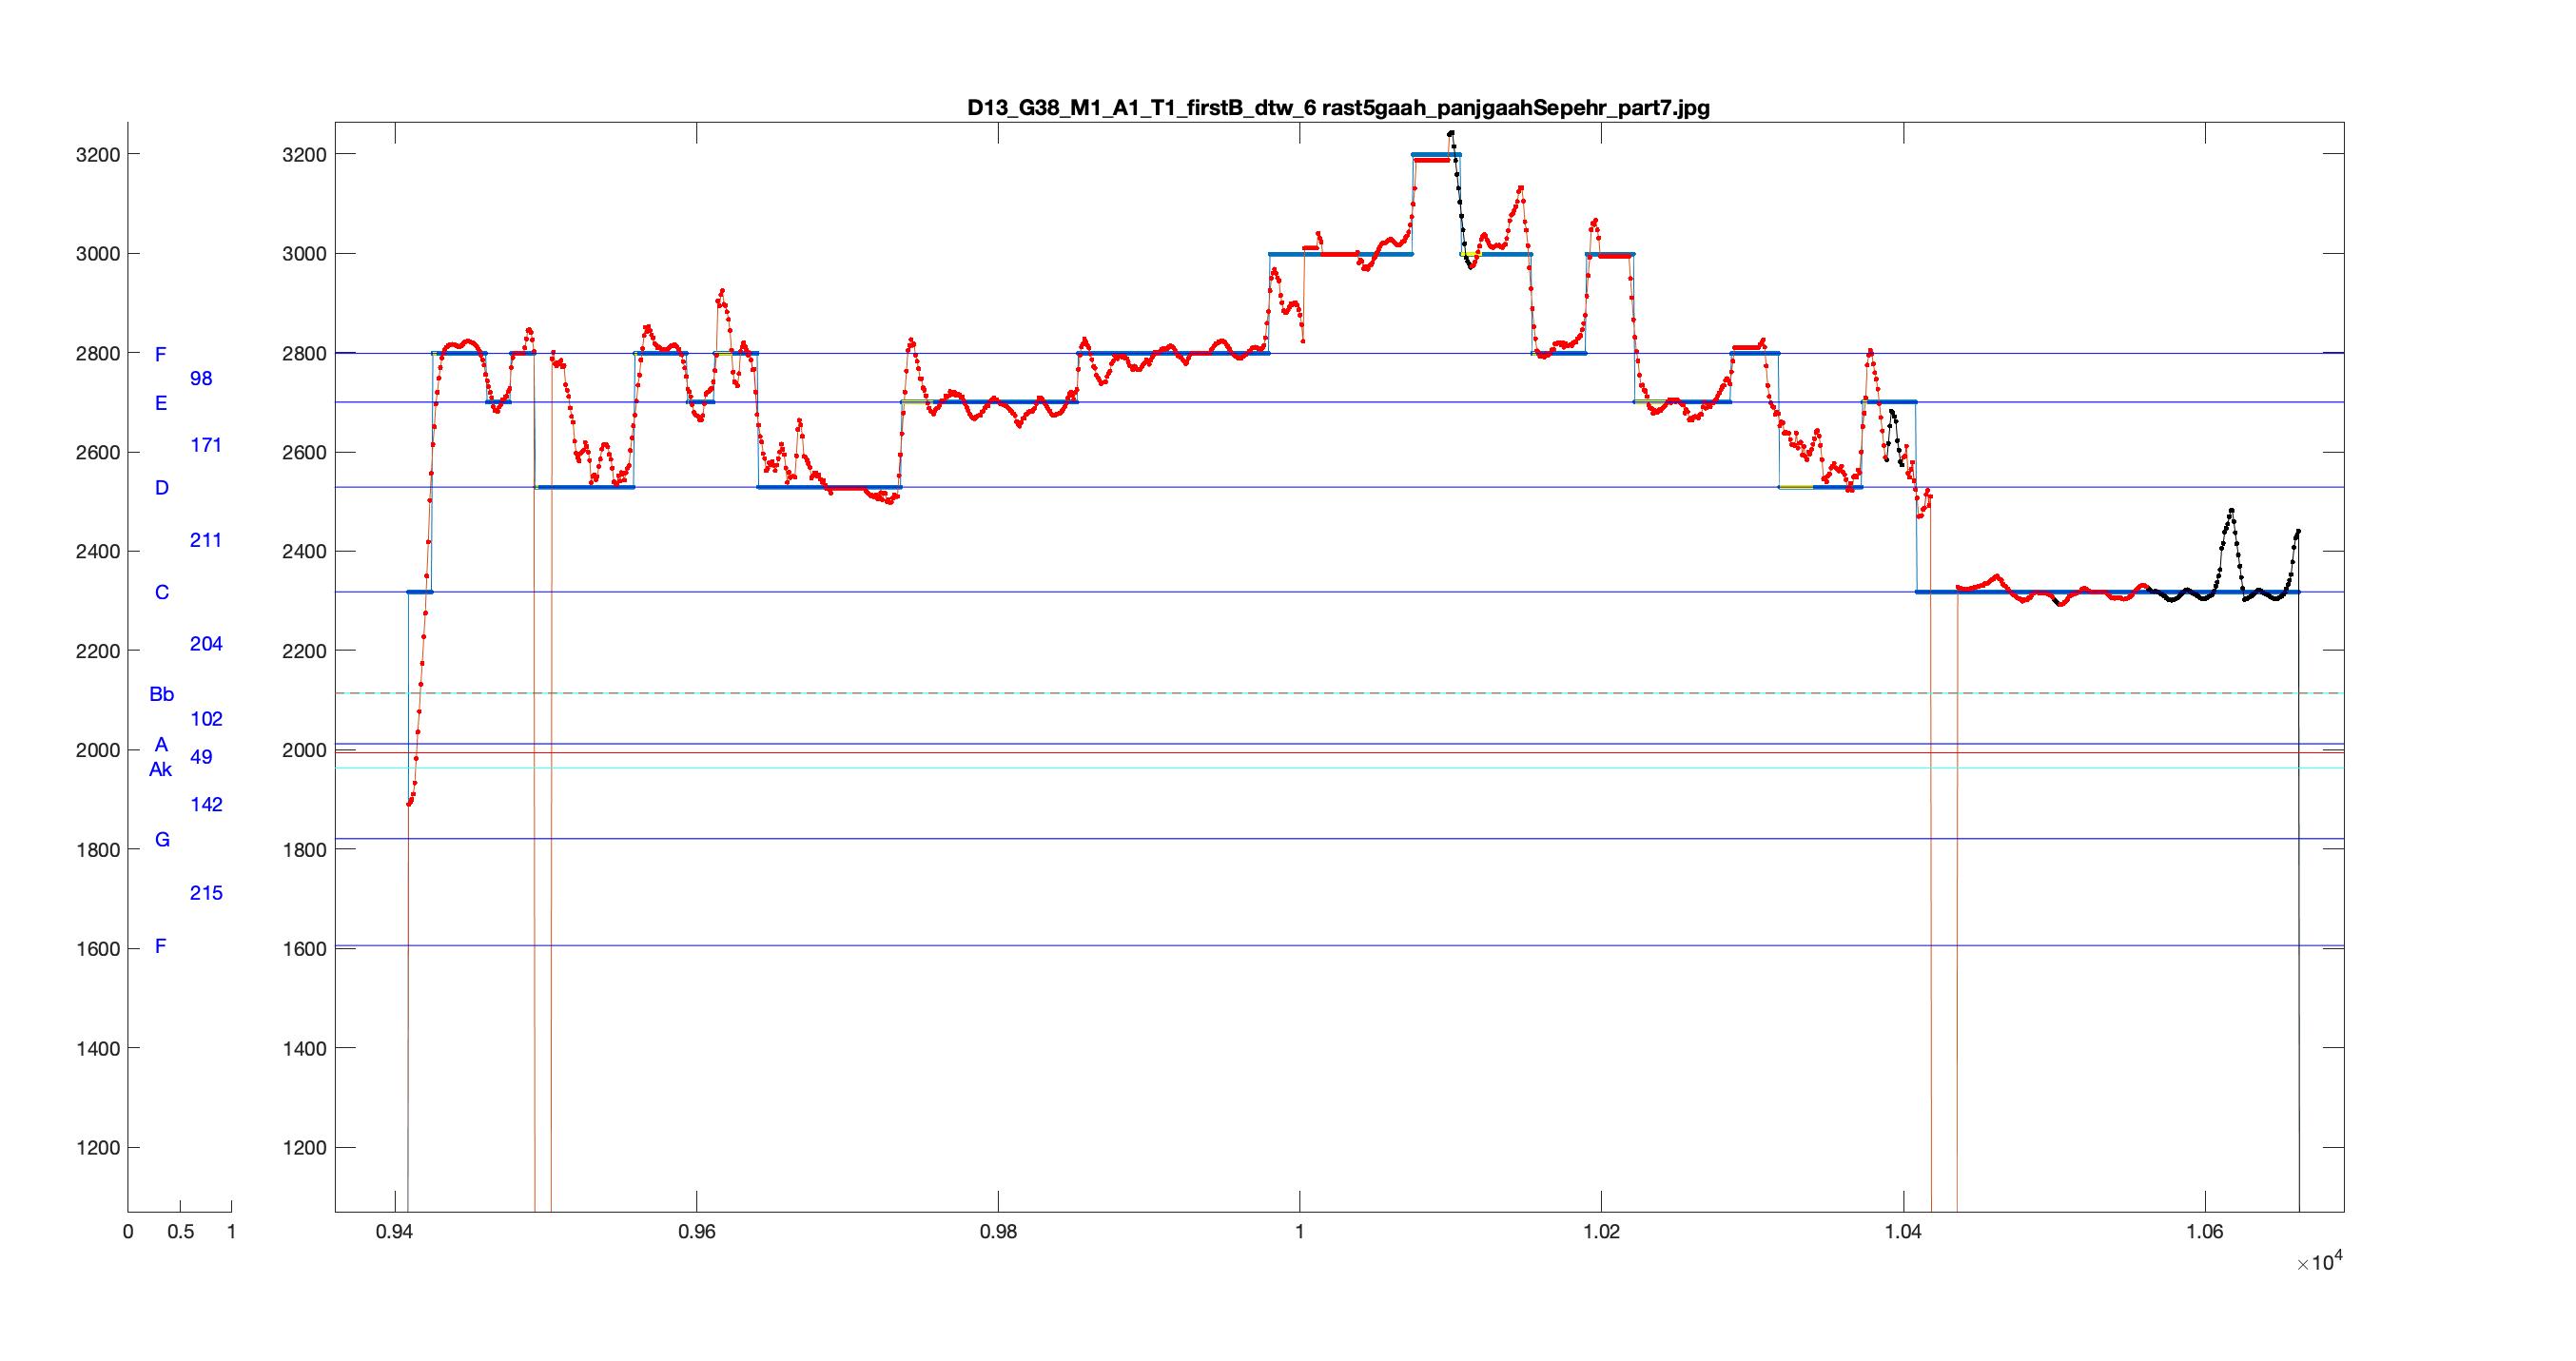 D13_G38_M1_A1_T1_firstB_dtw_6 rast5gaah_panjgaahSepehr_part7.jpg
3200 3200
3000 3000
2800 F 2800
98
E
171
2600 2600
D
211
2400 2400
C
204
2200 2200
Bb
102
2000 A 2000
49
Ak
142
G
1800 1800
215
1600 F 1600
1400 1400
1200 1200
0 0.5 1 0.94 0.96 0.98 1 1.02 1.04 1.06
×10⁴